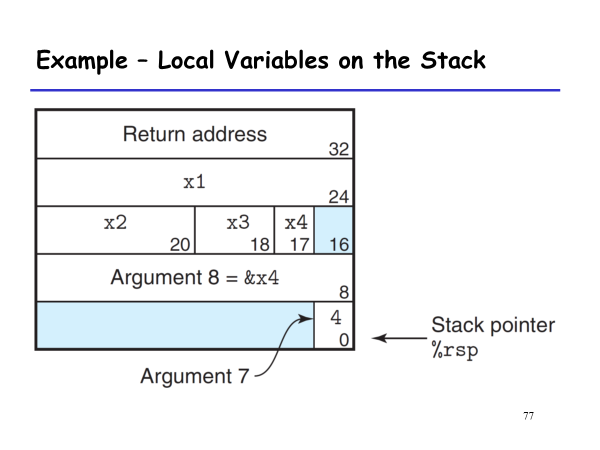 Example – Local Variables on the Stack
Return address
32
x1
24
x2 x3 x4
20 18 17 16
Argument 8 = &x4
8
4
0
Stack pointer
%rsp
Argument 7
77